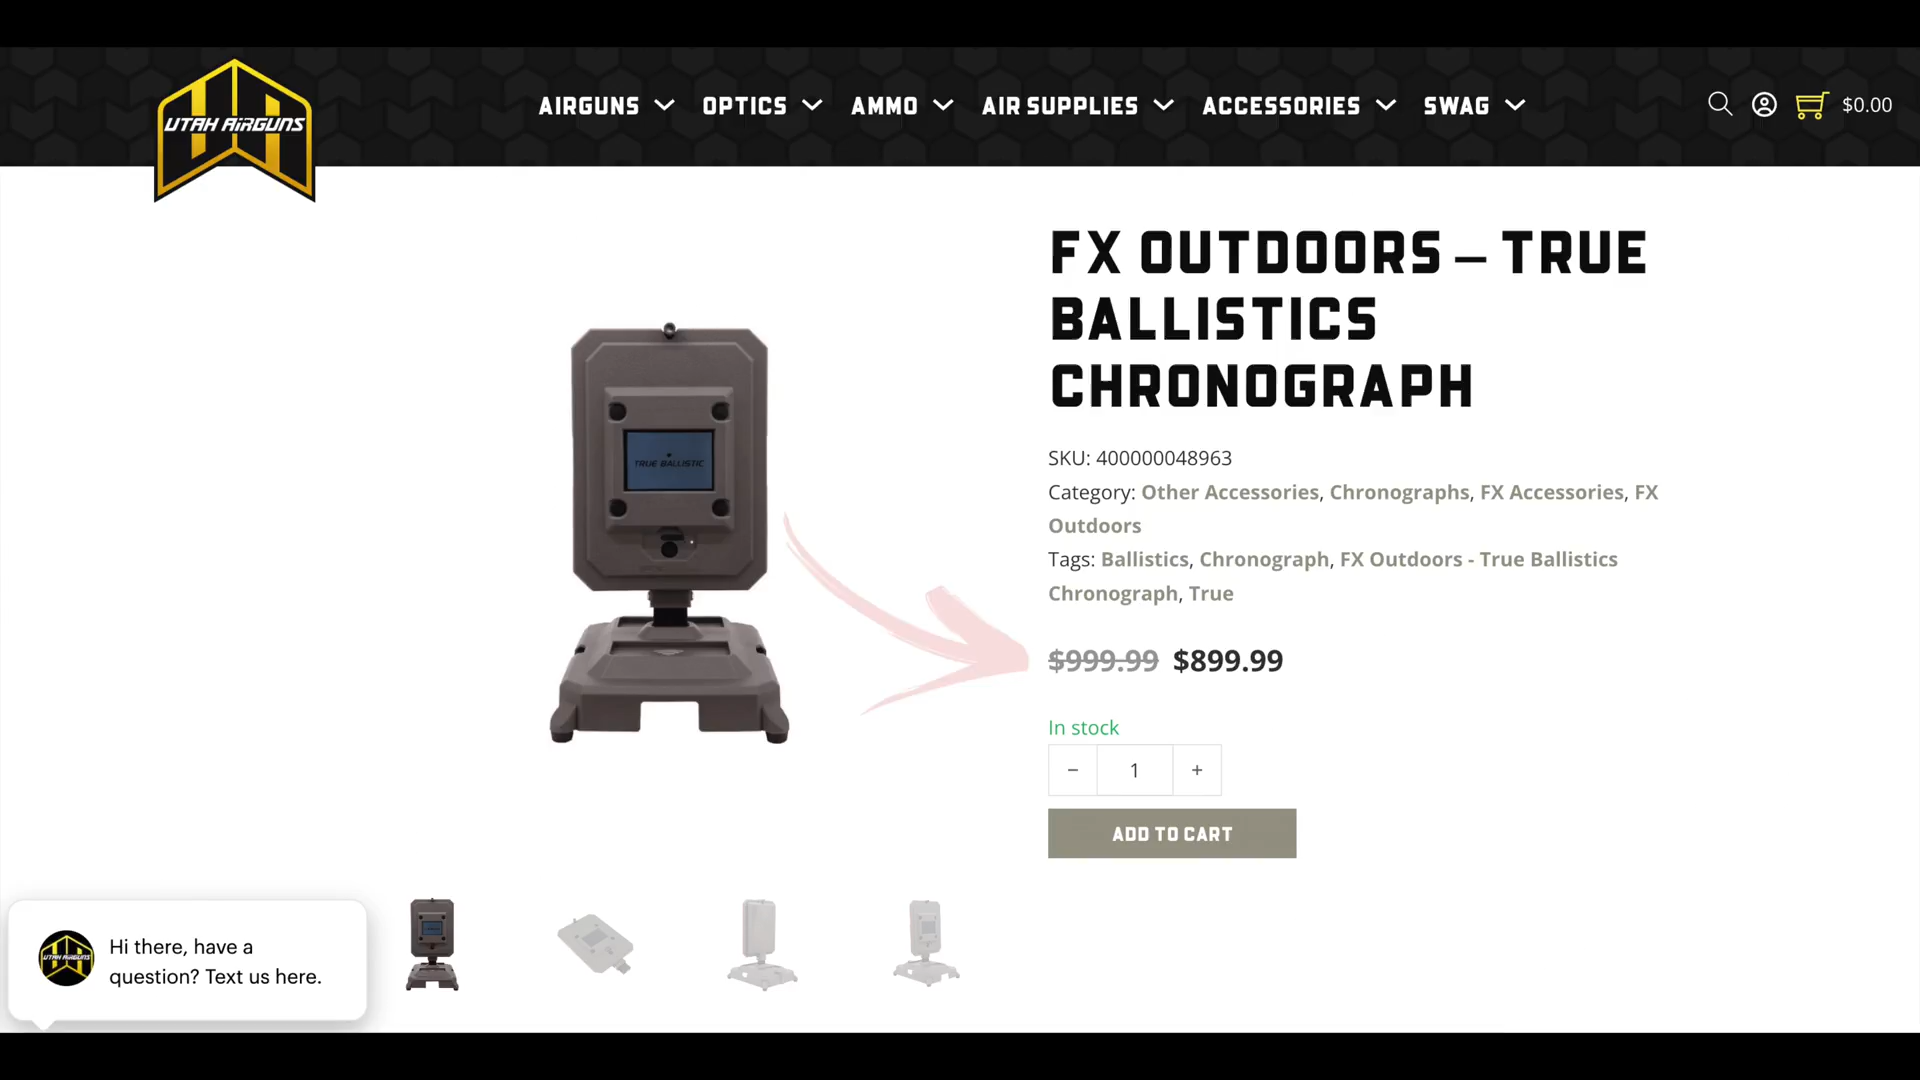 UTAH AIRGUNS
AIRGUNS
OPTICS
AMMO
AIR SUPPLIES
ACCESSORIES
SWAG
$0.00
FX OUTDOORS – TRUE
BALLISTICS
CHRONOGRAPH
SKU: 400000048963
Category: Other Accessories, Chronographs, FX Accessories, FX
Outdoors
Tags: Ballistics, Chronograph, FX Outdoors - True Ballistics
Chronograph, True
$999.99 $899.99
In stock
− 1 +
ADD TO CART
TRUE BALLISTIC
UTAH AIRGUNS
Hi there, have a
question? Text us here.